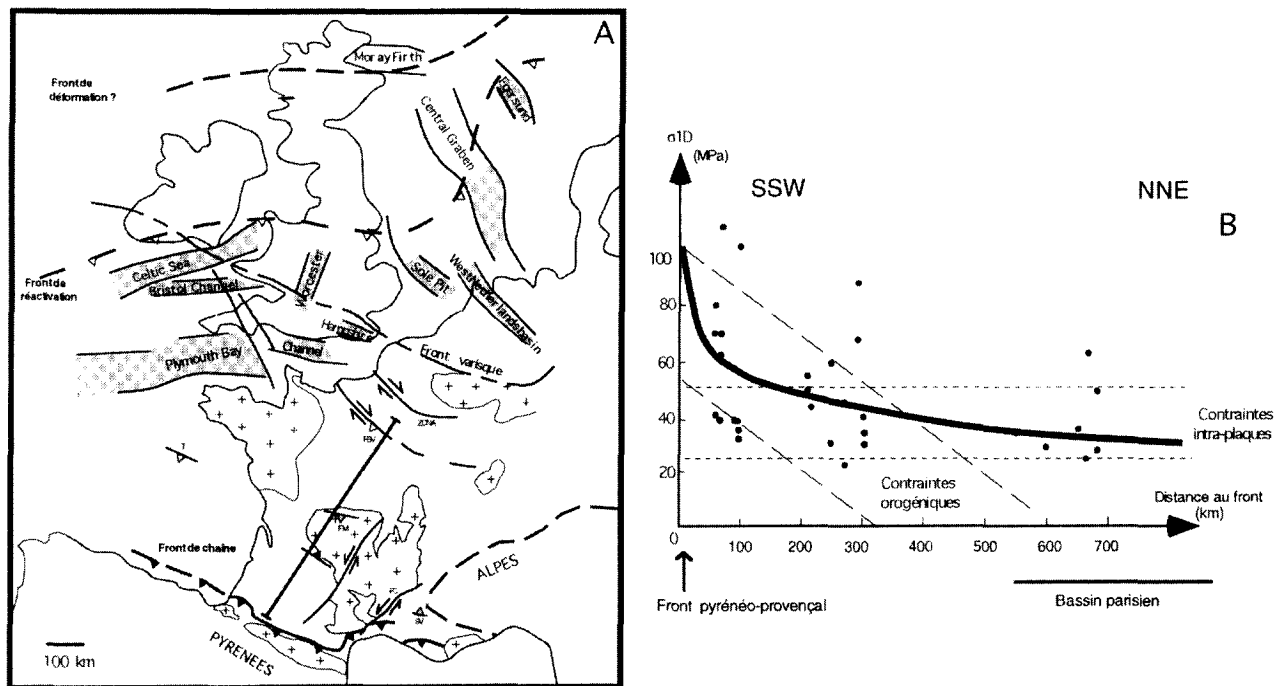 A
Moray Firth
Front de
déformation ?
Egersund
Central Graben
Celtic Sea
Bristol Channel
Worcester
Sole Pit
West Netherlands basin
Front de
réactivation
Plymouth Bay
Channel
Front varisque
?
FBV
FM
Front de chaîne
ALPES
PYRENEES
100 km
σ1D
(MPa)
SSW
NNE
B
100
80
60
40
20
0
Contraintes
intra-plaques
Contraintes
orogéniques
Distance au front
(km)
100
200
300
400
500
600
700
Front pyrénéo-provençal
Bassin parisien